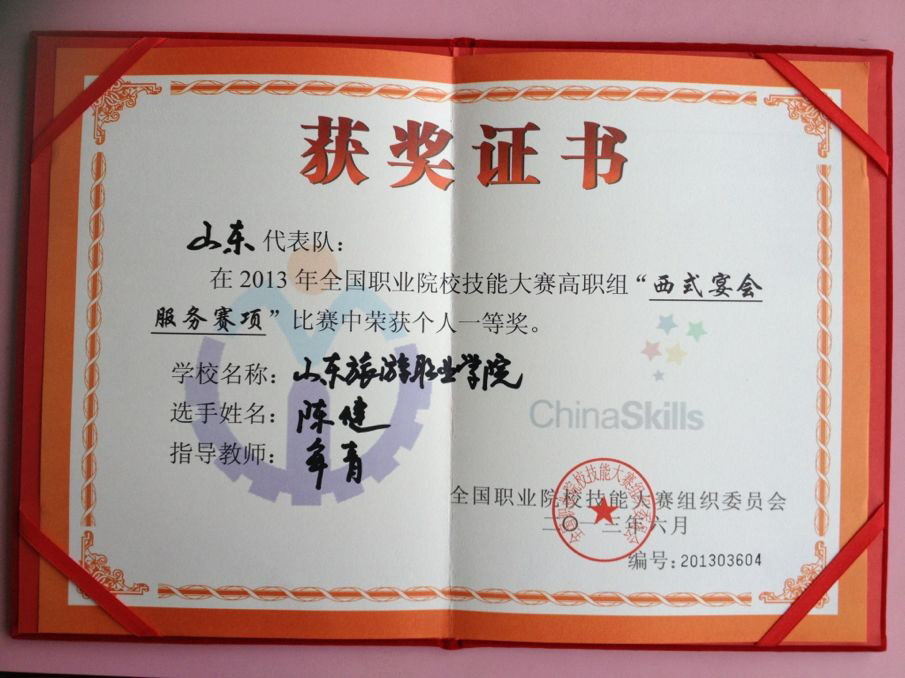 获奖证书
山东 代表队：
在 2013 年全国职业院校技能大赛高职组“西式宴会
服务赛项”比赛中荣获个人一等奖。
学校名称：山东旅游职业学院
选手姓名：陈健
指导教师：牟青
ChinaSkills
全国职业院校技能大赛组织委员会
二〇一三年六月
编号：201303604